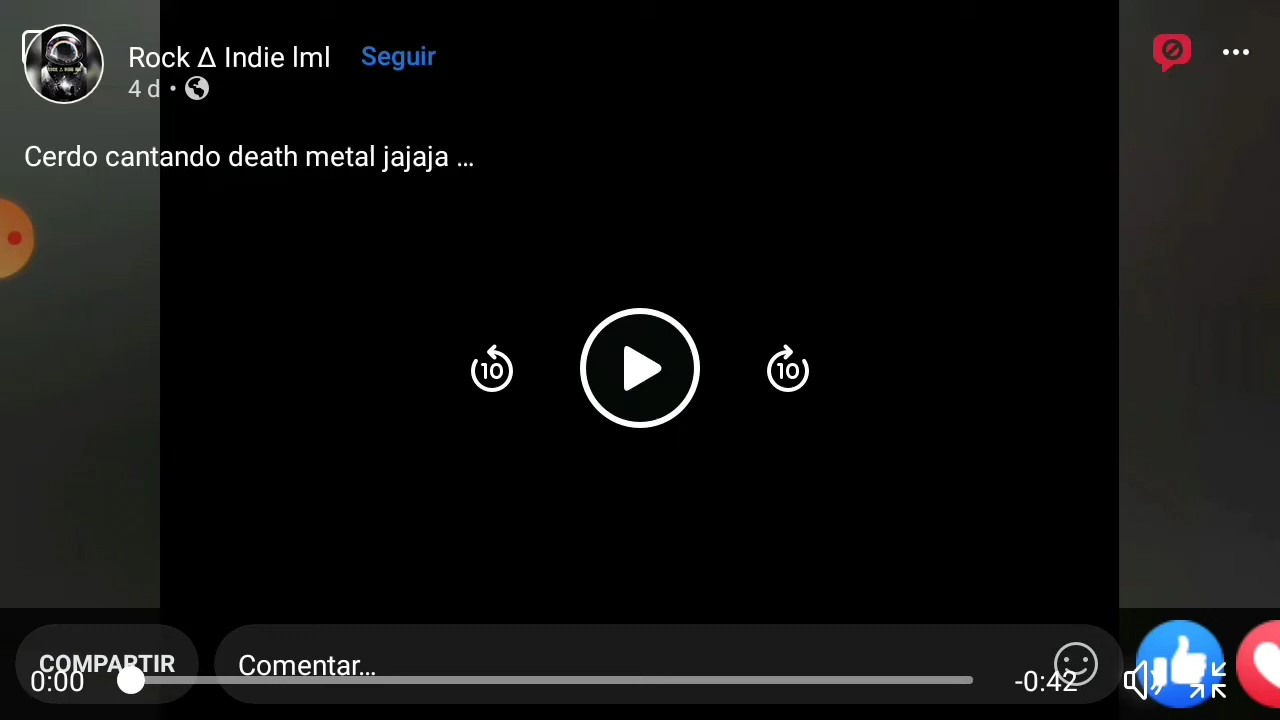 Rock Δ Indie lml Seguir
4 d •
Cerdo cantando death metal jajaja ...
10 10
COMPARTIR Comentar...
0:00 -0:42